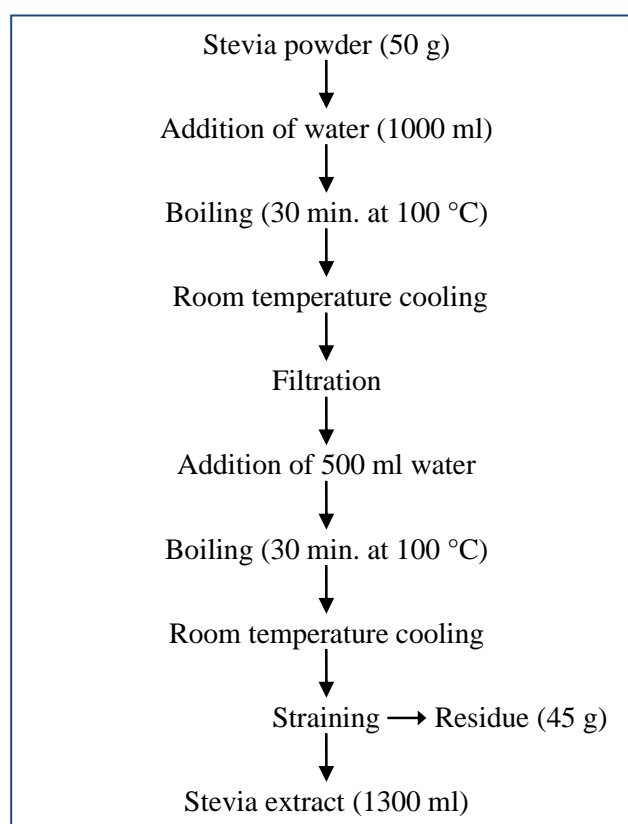 Stevia powder (50 g)
Addition of water (1000 ml)
Boiling (30 min. at 100 °C)
Room temperature cooling
Filtration
Addition of 500 ml water
Boiling (30 min. at 100 °C)
Room temperature cooling
Straining → Residue (45 g)
Stevia extract (1300 ml)